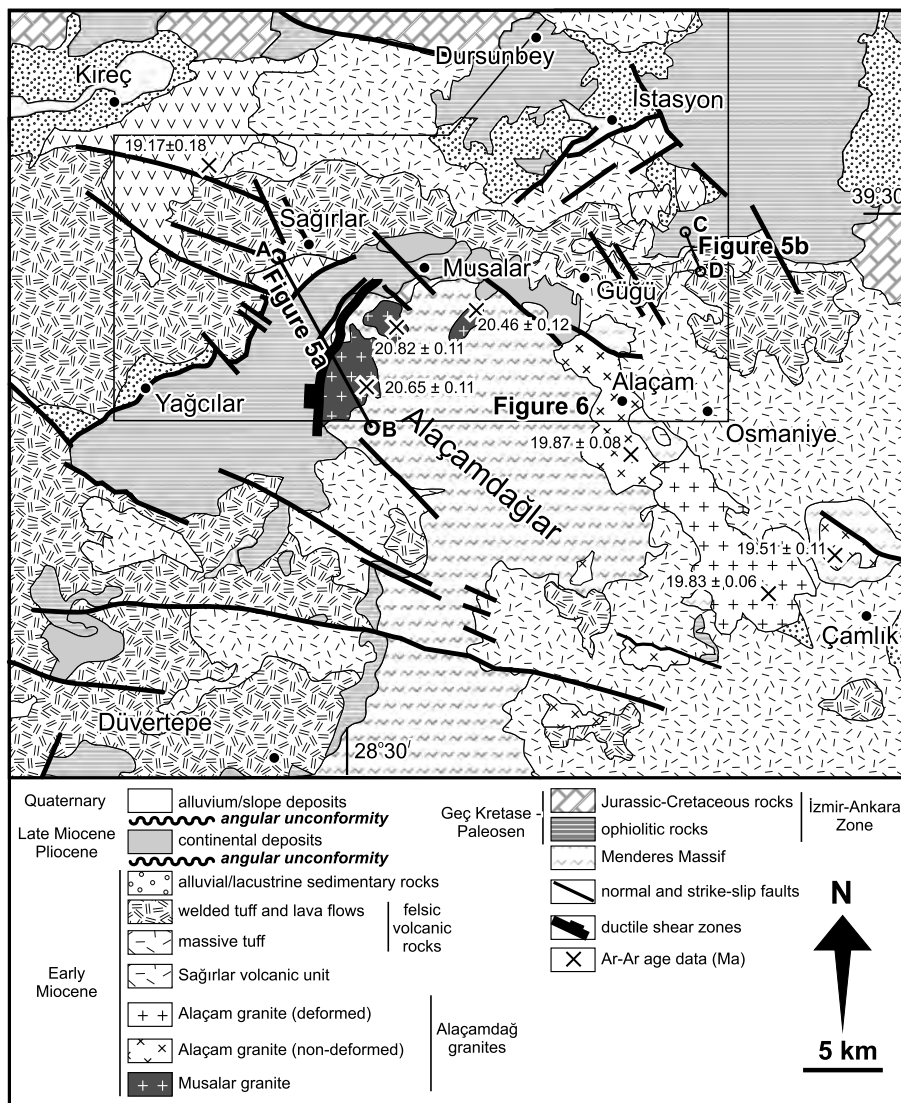 Dursunbey
Kireç
İstasyon
19.17±0.18
39.30
Sağırlar
C
A
Figure 5b
Musalar
D
Figure 5a
Güğü
20.46 ± 0.12
20.82 ± 0.11
20.65 ± 0.11
Alaçam
Yağcılar
Figure 6
B
Osmaniye
Alaçamdağlar
19.87 ± 0.08
19.51 ± 0.11
19.83 ± 0.06
Çamlık
Düvertepe
28°30'
Quaternary
alluvium/slope deposits
angular unconformity
Late Miocene
Pliocene
continental deposits
angular unconformity
Early
Miocene
alluvial/lacustrine sedimentary rocks
welded tuff and lava flows
massive tuff
felsic
volcanic
rocks
Sağırlar volcanic unit
Alaçam granite (deformed)
Alaçam granite (non-deformed)
Musalar granite
Alaçamdağ
granites
Geç Kretase -
Paleosen
Jurassic-Cretaceous rocks
ophiolitic rocks
İzmir-Ankara
Zone
Menderes Massif
normal and strike-slip faults
ductile shear zones
Ar-Ar age data (Ma)
N
5 km